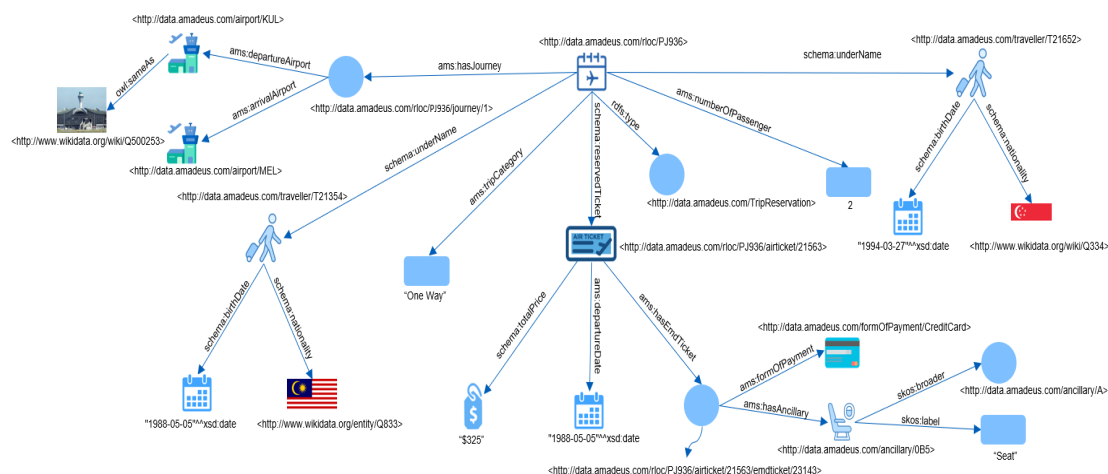 <http://data.amadeus.com/airport/KUL>
<http://data.amadeus.com/rloc/PJ936>
<http://data.amadeus.com/traveller/T21652>
schema:underName
ams:departureAirport
ams:hasJourney
owl:sameAs
ams:arrivalAirport
<http://data.amadeus.com/rloc/PJ936/journey/1>
<http://www.wikidata.org/wiki/Q500253>
<http://data.amadeus.com/airport/MEL>
schema:underName
ams:tripCategory
schema:reservedTicket
rdfs:type
ams:numberOfPassenger
schema:birthDate
schema:nationality
<http://data.amadeus.com/traveller/T21354>
<http://data.amadeus.com/TripReservation>
2
"1994-03-27"^^xsd:date
<http://www.wikidata.org/wiki/Q334>
AIR TICKET
<http://data.amadeus.com/rloc/PJ936/airticket/21563>
"One Way"
schema:birthDate
schema:nationality
schema:totalPrice
ams:departureDate
ams:hasEmdTicket
<http://data.amadeus.com/formOfPayment/CreditCard>
ams:formOfPayment
ams:hasAncillary
skos:broader
<http://data.amadeus.com/ancillary/A>
skos:label
$
"1988-05-05"^^xsd:date
<http://www.wikidata.org/entity/Q833>
"$325"
"1988-05-05"^^xsd:date
<http://data.amadeus.com/ancillary/0B5>
"Seat"
<http://data.amadeus.com/rloc/PJ936/airticket/21563/emdticket/23143>